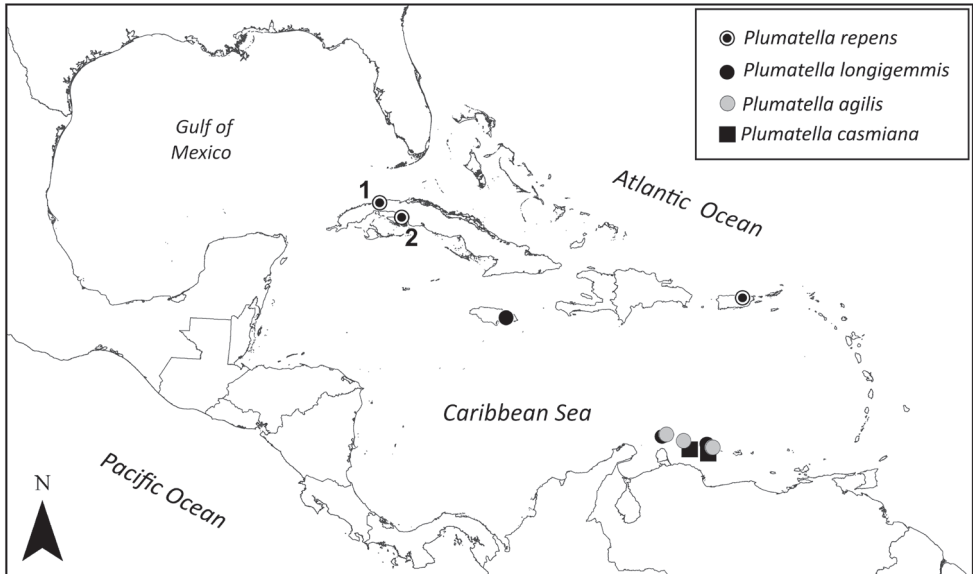 Plumatella repens
Plumatella longigemmis
Plumatella agilis
Plumatella casmiana
Gulf of
Mexico
Atlantic Ocean
1
2
Caribbean Sea
Pacific Ocean
N